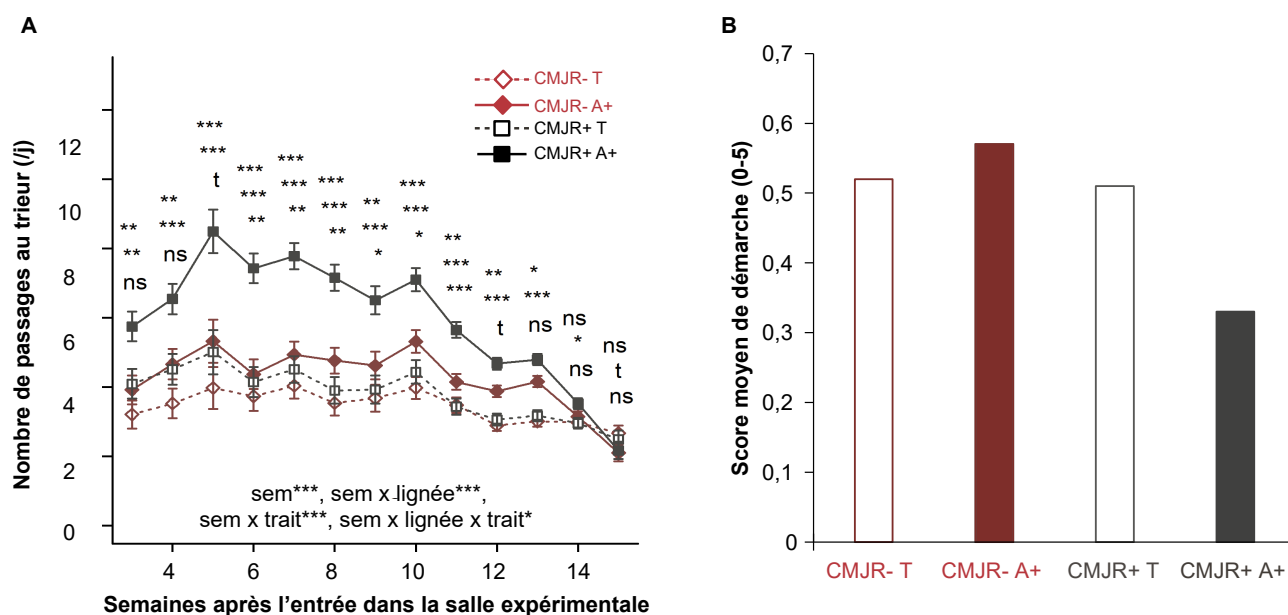 A
Nombre de passages au trieur (/j)
12
10
8
6
4
2
0
CMJR- T
CMJR- A+
CMJR+ T
CMJR+ A+
**
**
ns
**
***
ns
***
***
t
***
***
**
***
***
**
***
***
**
**
***
*
***
***
*
**
***
***
**
***
t
*
***
ns
ns
*
ns
ns
t
ns
sem***, sem x lignée***,
sem x trait***, sem x lignée x trait*
4 6 8 10 12 14
Semaines après l’entrée dans la salle expérimentale
B
Score moyen de démarche (0-5)
0,7
0,6
0,5
0,4
0,3
0,2
0,1
0
CMJR- T CMJR- A+ CMJR+ T CMJR+ A+